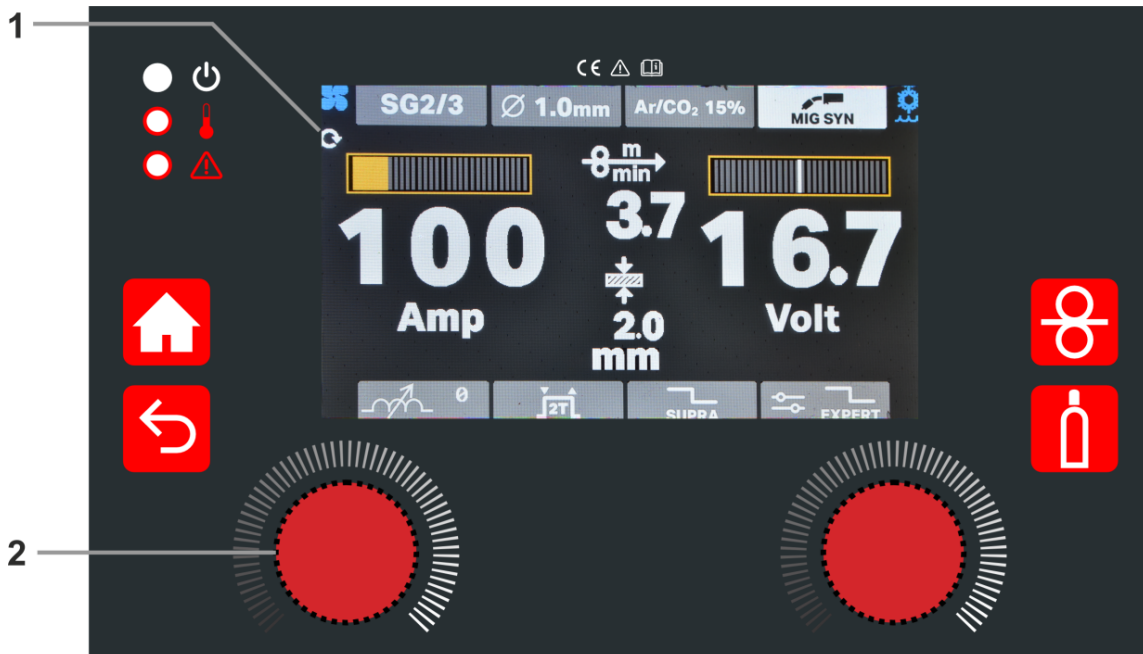 1
CE
SG2/3
Ø 1.0mm
Ar/CO₂ 15%
MIG SYN
m
min
3.7
100
Amp
16.7
Volt
2.0
mm
0
2T
SUPRA
EXPERT
2